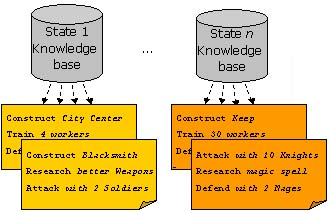 State 1
Knowledge
base
...
State n
Knowledge
base
Construct City Center
Train 4 workers
Def
Construct Blacksmith
Research better Weapons
Attack with 2 Soldiers
Construct Keep
Train 30 workers
Def
Attack with 10 Knights
Research magic spell
Defend with 2 Mages